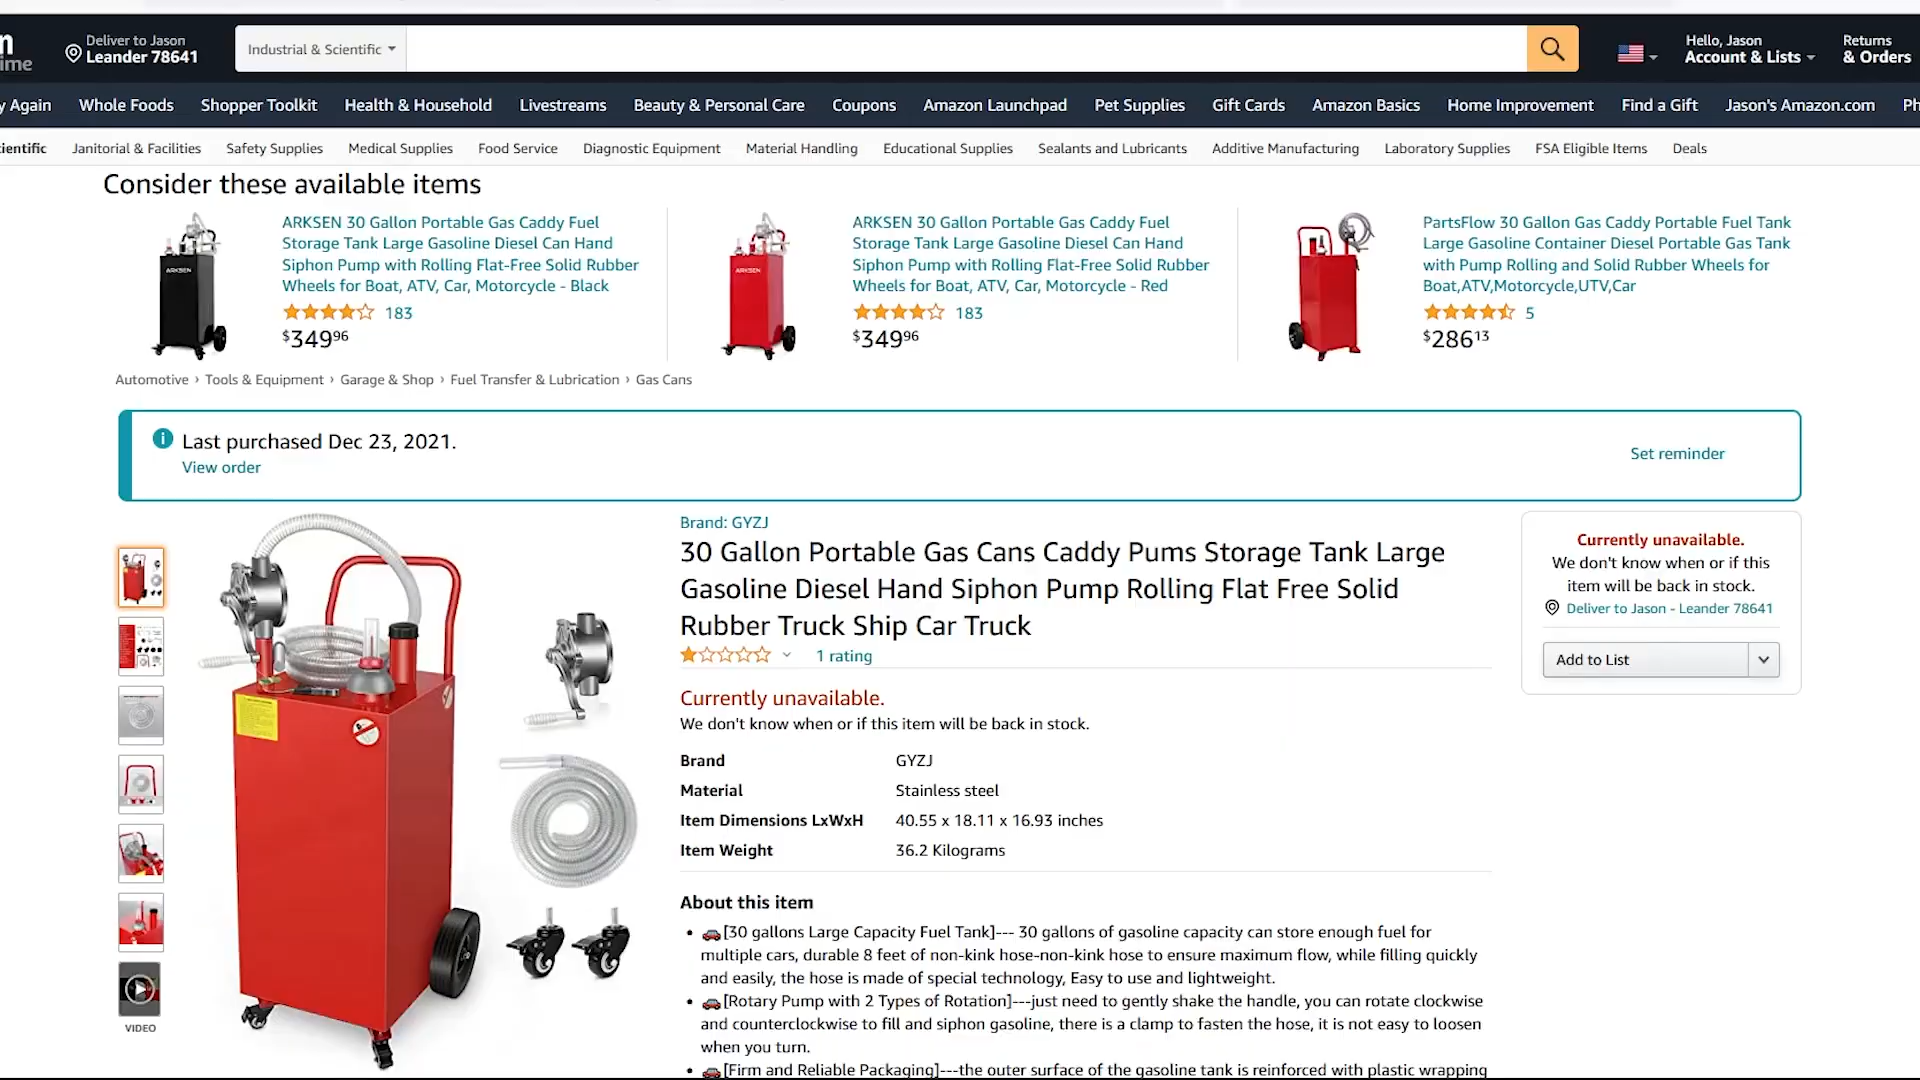 n
ime
Deliver to Jason
Leander 78641
Industrial & Scientific
Hello, Jason
Account & Lists
Returns
& Orders
y Again
Whole Foods
Shopper Toolkit
Health & Household
Livestreams
Beauty & Personal Care
Coupons
Amazon Launchpad
Pet Supplies
Gift Cards
Amazon Basics
Home Improvement
Find a Gift
Jason's Amazon.com
Ph
ientific
Janitorial & Facilities
Safety Supplies
Medical Supplies
Food Service
Diagnostic Equipment
Material Handling
Educational Supplies
Sealants and Lubricants
Additive Manufacturing
Laboratory Supplies
FSA Eligible Items
Deals
Consider these available items
ARKSEN
ARKSEN 30 Gallon Portable Gas Caddy Fuel
Storage Tank Large Gasoline Diesel Can Hand
Siphon Pump with Rolling Flat-Free Solid Rubber
Wheels for Boat, ATV, Car, Motorcycle - Black
183
$34996
ARKSEN
ARKSEN 30 Gallon Portable Gas Caddy Fuel
Storage Tank Large Gasoline Diesel Can Hand
Siphon Pump with Rolling Flat-Free Solid Rubber
Wheels for Boat, ATV, Car, Motorcycle - Red
183
$34996
PartsFlow 30 Gallon Gas Caddy Portable Fuel Tank
Large Gasoline Container Diesel Portable Gas Tank
with Pump Rolling and Solid Rubber Wheels for
Boat,ATV,Motorcycle,UTV,Car
5
$28613
Automotive › Tools & Equipment › Garage & Shop › Fuel Transfer & Lubrication › Gas Cans
Last purchased Dec 23, 2021.
View order
Set reminder
VIDEO
Brand: GYZJ
30 Gallon Portable Gas Cans Caddy Pums Storage Tank Large
Gasoline Diesel Hand Siphon Pump Rolling Flat Free Solid
Rubber Truck Ship Car Truck
1 rating
Currently unavailable.
We don't know when or if this item will be back in stock.
Brand GYZJ
Material Stainless steel
Item Dimensions LxWxH 40.55 x 18.11 x 16.93 inches
Item Weight 36.2 Kilograms
About this item
• [30 gallons Large Capacity Fuel Tank]--- 30 gallons of gasoline capacity can store enough fuel for
multiple cars, durable 8 feet of non-kink hose-non-kink hose to ensure maximum flow, while filling quickly
and easily, the hose is made of special technology, Easy to use and lightweight.
• [Rotary Pump with 2 Types of Rotation]---just need to gently shake the handle, you can rotate clockwise
and counterclockwise to fill and siphon gasoline, there is a clamp to fasten the hose, it is not easy to loosen
when you turn.
• [Firm and Reliable Packaging]---the outer surface of the gasoline tank is reinforced with plastic wrapping
Currently unavailable.
We don't know when or if this
item will be back in stock.
Deliver to Jason - Leander 78641
Add to List